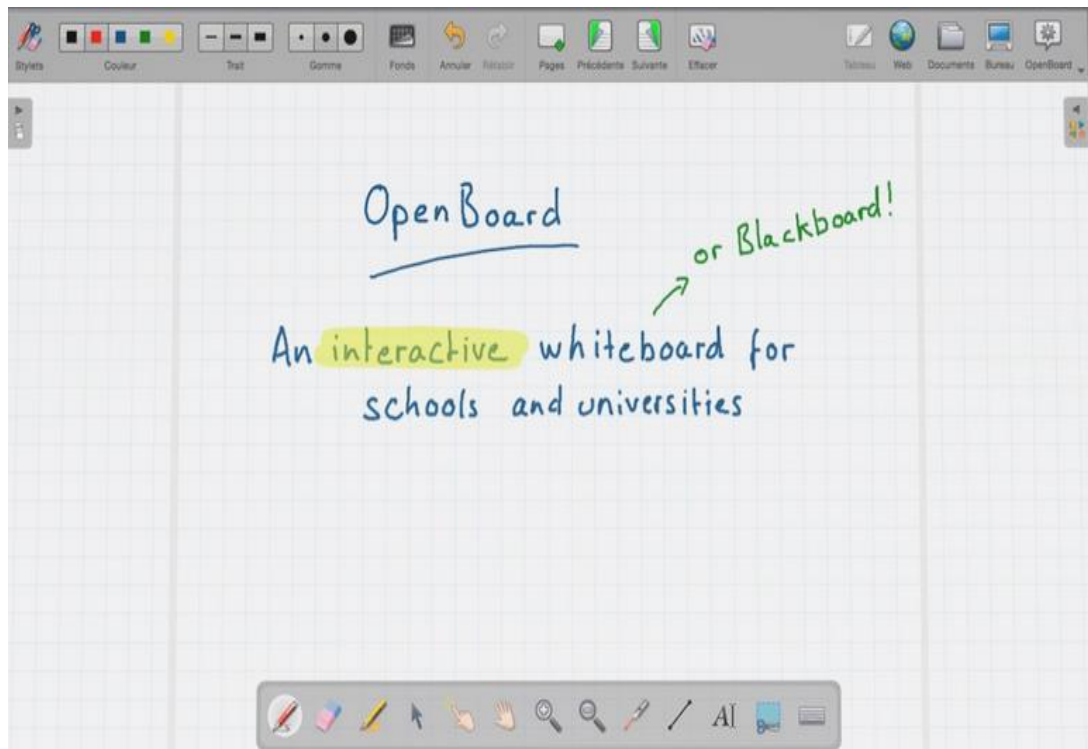 Stylets Couleur Trait Gomme Fonds Annuler Rétablir Pages Précédente Suivante Effacer Tableau Web Documents Bureau OpenBoard
OpenBoard
or Blackboard!
An interactive whiteboard for
schools and universities
AI